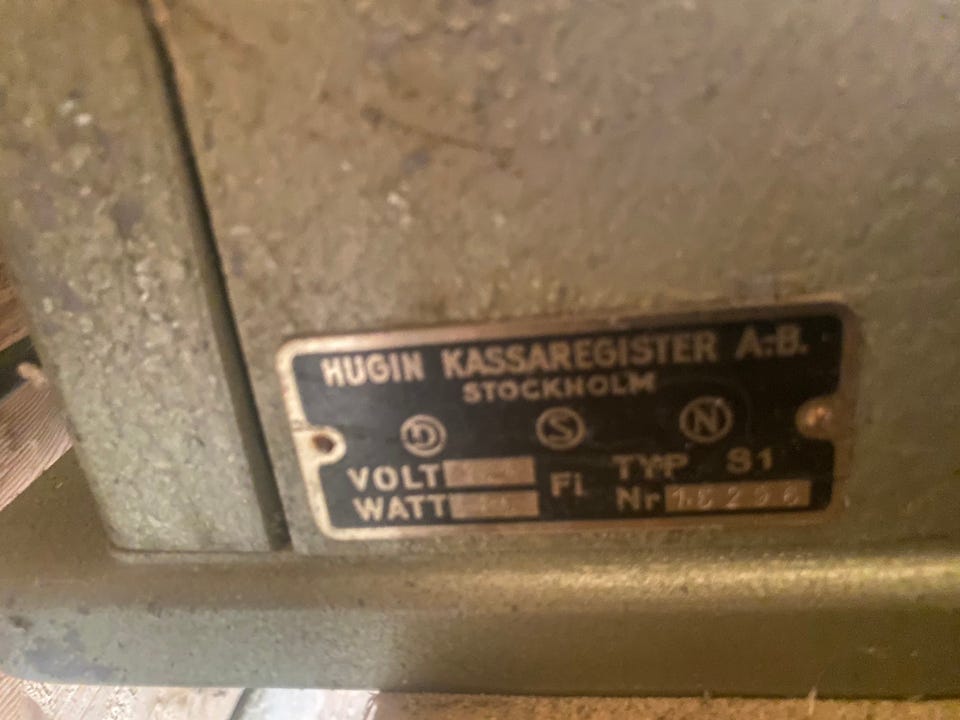 HUGIN KASSAREGISTER A.-B.
STOCKHOLM
D S N
VOLT TYP S1
WATT FI Nr